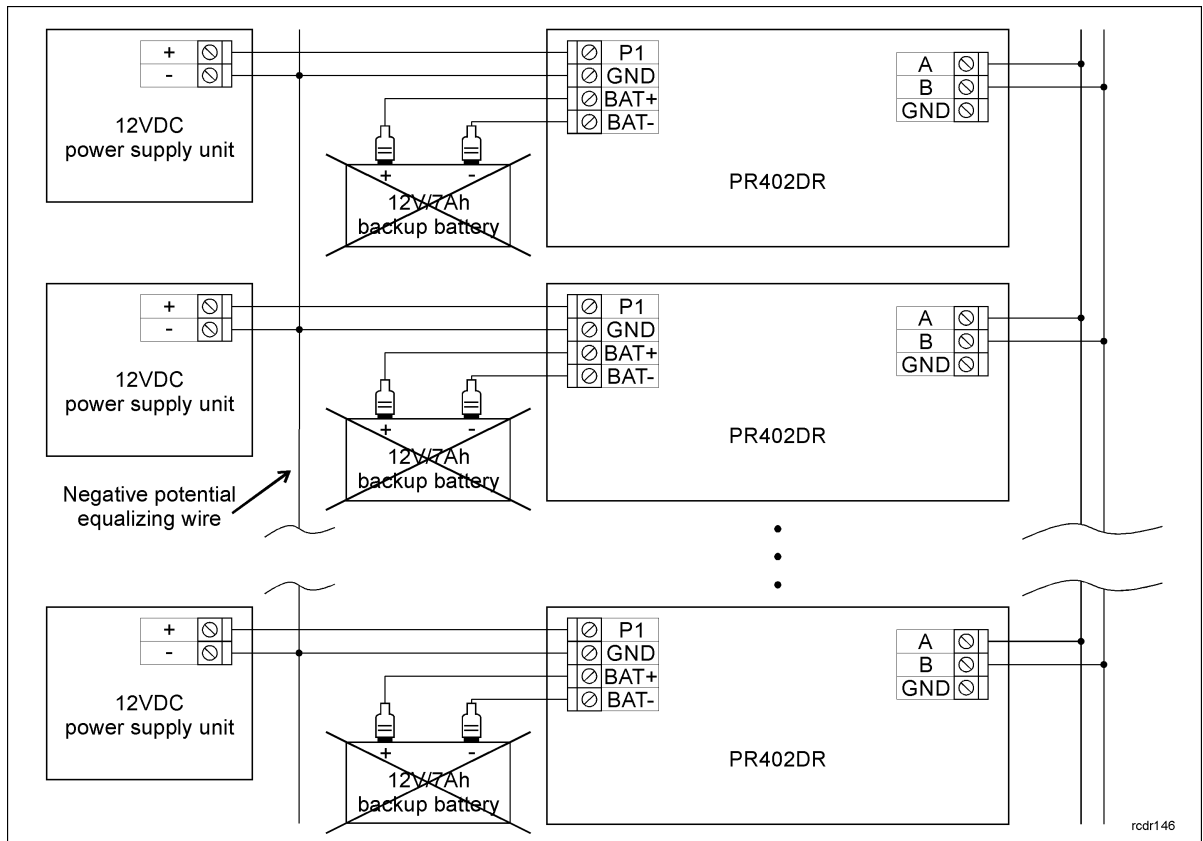 +
-
12VDC
power supply unit
P1
GND
BAT+
BAT-
+ -
12V/7Ah
backup battery
PR402DR
A
B
GND
+
-
12VDC
power supply unit
P1
GND
BAT+
BAT-
+ -
12V/7Ah
backup battery
PR402DR
A
B
GND
Negative potential
equalizing wire
+
-
12VDC
power supply unit
P1
GND
BAT+
BAT-
+ -
12V/7Ah
backup battery
PR402DR
A
B
GND
rcdr146